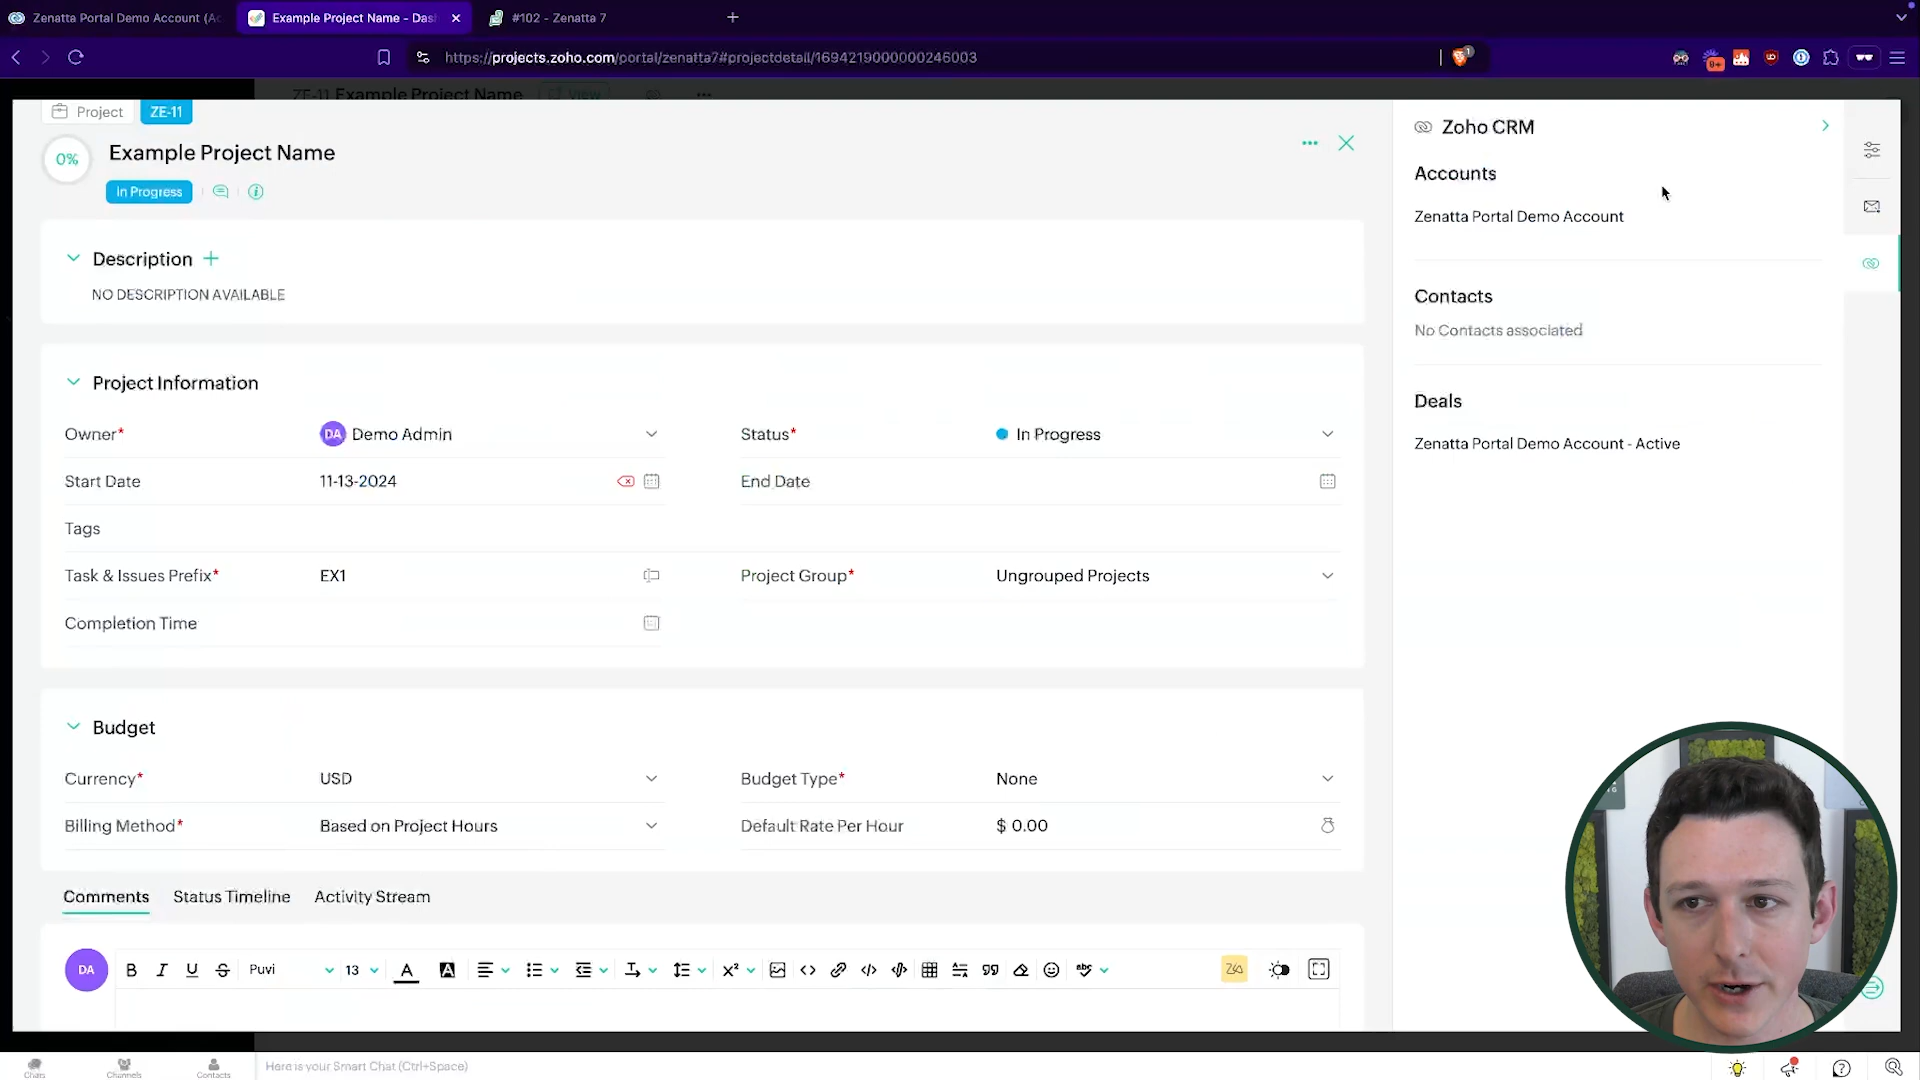 Zenatta Portal Demo Account (Ac
Example Project Name - Dash
#102 - Zenatta 7
https://projects.zoho.com/portal/zenatta7#projectdetail/1694219000000246003
ZE-11 Example Project Name
View
Project
ZE-11
0%
Example Project Name
In Progress
Description
NO DESCRIPTION AVAILABLE
Project Information
Owner*
DA
Demo Admin
Status*
In Progress
Start Date
11-13-2024
End Date
Tags
Task & Issues Prefix*
EX1
Project Group*
Ungrouped Projects
Completion Time
Budget
Currency*
USD
Budget Type*
None
Billing Method*
Based on Project Hours
Default Rate Per Hour
$ 0.00
Comments
Status Timeline
Activity Stream
DA
B I U S Puvi 13 A A
Zoho CRM
Accounts
Zenatta Portal Demo Account
Contacts
No Contacts associated
Deals
Zenatta Portal Demo Account - Active
Chats
Channels
Contacts
Here is your Smart Chat (Ctrl+Space)